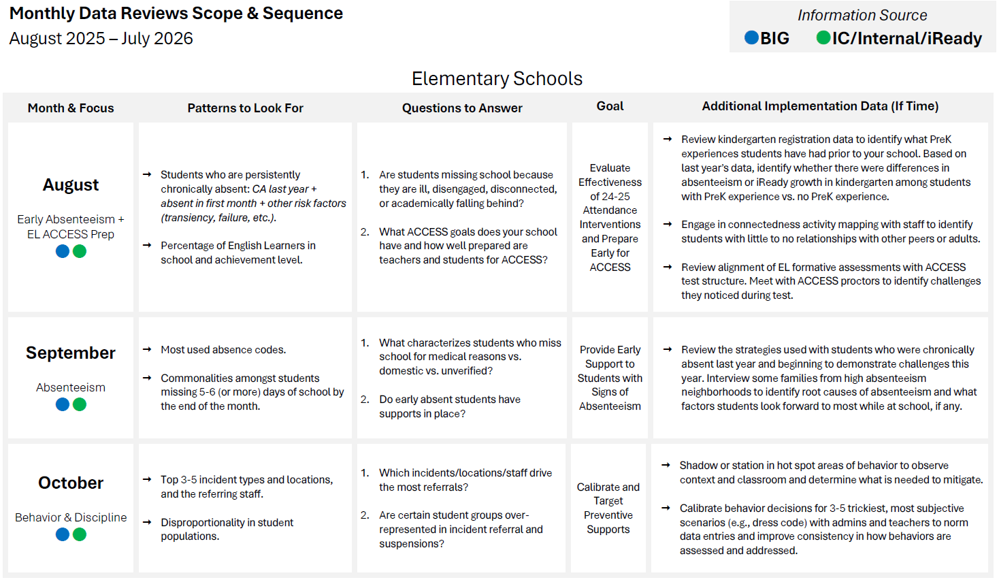 Monthly Data Reviews Scope & Sequence
August 2025 – July 2026
Information Source
BIG
IC/Internal/iReady
Elementary Schools
Month & Focus
Patterns to Look For
Questions to Answer
Goal
Additional Implementation Data (If Time)
August
Early Absenteeism +
EL ACCESS Prep
→ Students who are persistently
chronically absent: CA last year +
absent in first month + other risk factors
(transiency, failure, etc.).
→ Percentage of English Learners in
school and achievement level.
1. Are students missing school because
they are ill, disengaged, disconnected,
or academically falling behind?
2. What ACCESS goals does your school
have and how well prepared are
teachers and students for ACCESS?
Evaluate
Effectiveness
of 24-25
Attendance
Interventions
and Prepare
Early for
ACCESS
→ Review kindergarten registration data to identify what PreK
experiences students have had prior to your school. Based on
last year's data, identify whether there were differences in
absenteeism or iReady growth in kindergarten among students
with PreK experience vs. no PreK experience.
→ Engage in connectedness activity mapping with staff to identify
students with little to no relationships with other peers or adults.
→ Review alignment of EL formative assessments with ACCESS
test structure. Meet with ACCESS proctors to identify challenges
they noticed during test.
September
Absenteeism
→ Most used absence codes.
→ Commonalities amongst students
missing 5-6 (or more) days of school by
the end of the month.
1. What characterizes students who miss
school for medical reasons vs.
domestic vs. unverified?
2. Do early absent students have
supports in place?
Provide Early
Support to
Students with
Signs of
Absenteeism
→ Review the strategies used with students who were chronically
absent last year and beginning to demonstrate challenges this
year. Interview some families from high absenteeism
neighborhoods to identify root causes of absenteeism and what
factors students look forward to most while at school, if any.
October
Behavior & Discipline
→ Top 3-5 incident types and locations,
and the referring staff.
→ Disproportionality in student
populations.
1. Which incidents/locations/staff drive
the most referrals?
2. Are certain student groups over-
represented in incident referral and
suspensions?
Calibrate and
Target
Preventive
Supports
→ Shadow or station in hot spot areas of behavior to observe
context and classroom and determine what is needed to mitigate.
→ Calibrate behavior decisions for 3-5 trickiest, most subjective
scenarios (e.g., dress code) with admins and teachers to norm
data entries and improve consistency in how behaviors are
assessed and addressed.